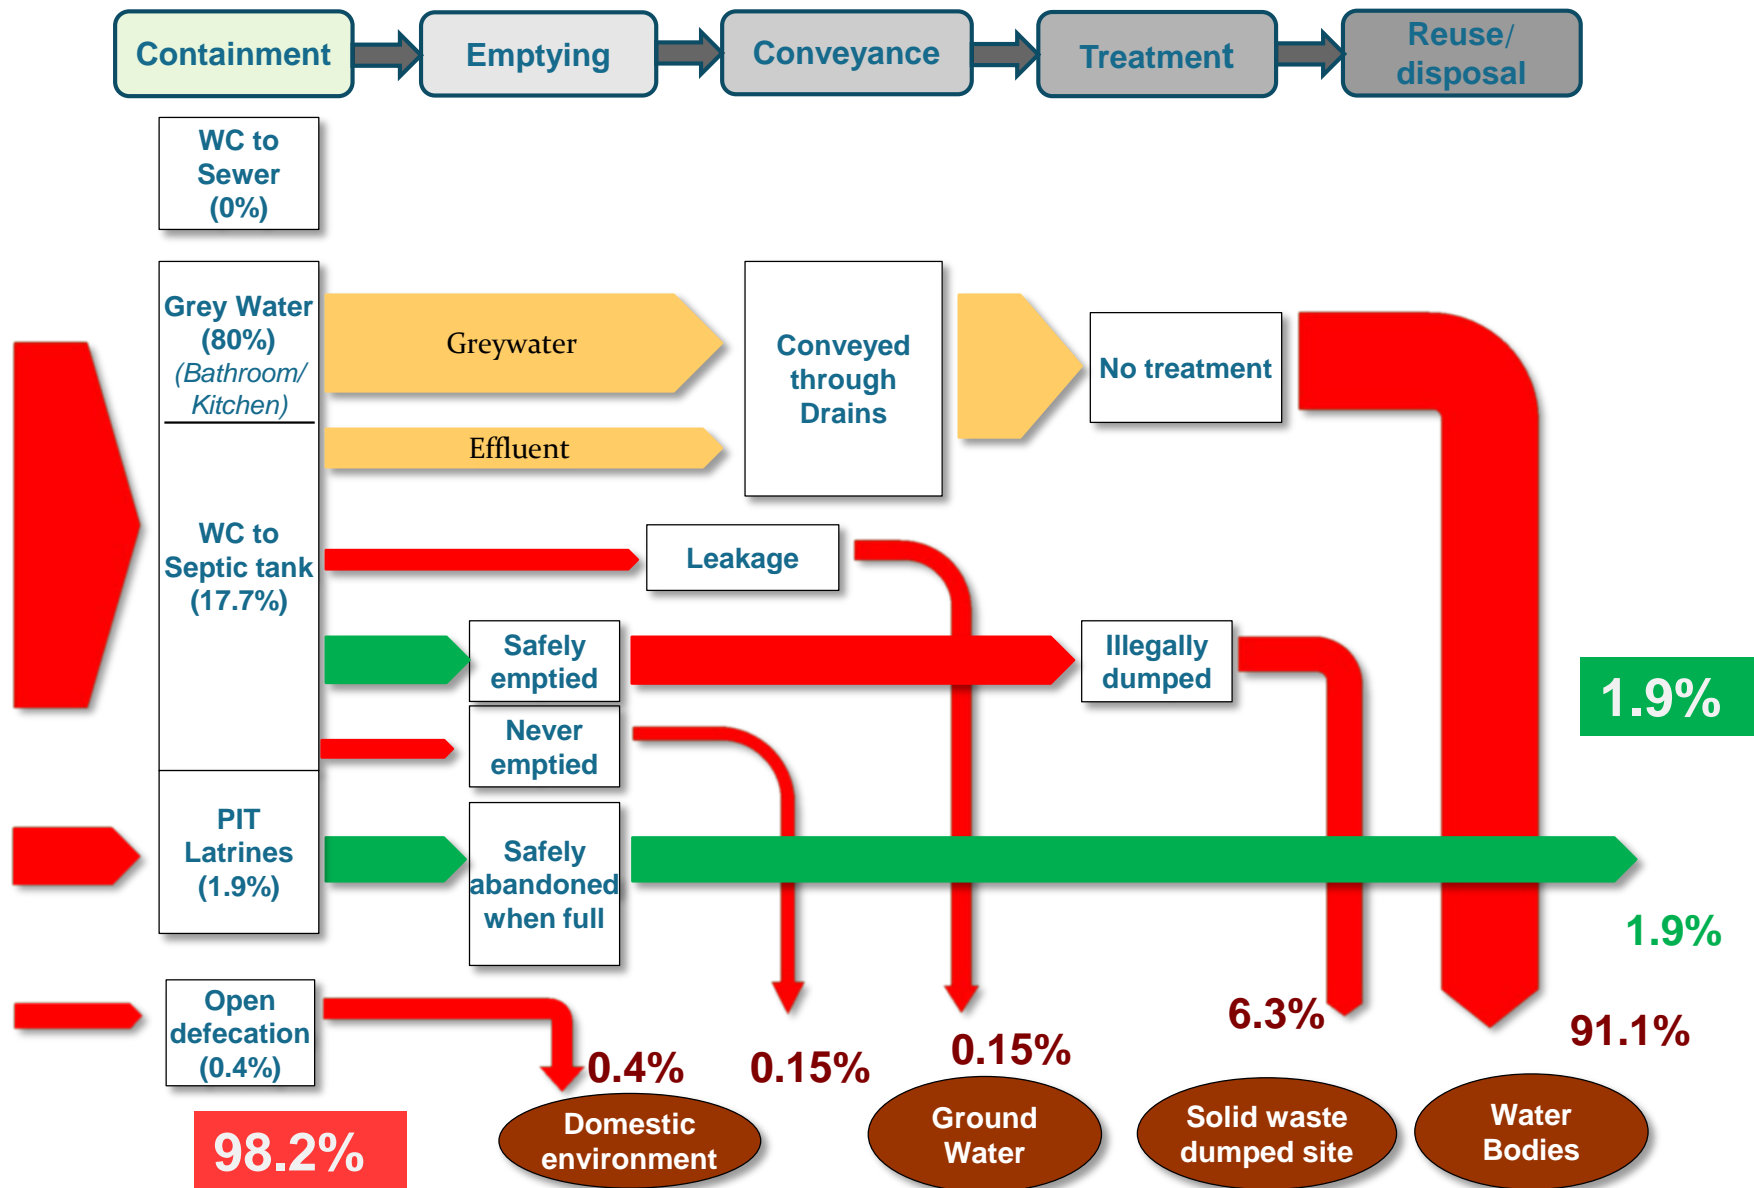 Containment
Emptying
Conveyance
Treatment
Reuse/
disposal
WC to
Sewer
(0%)
Grey Water
(80%)
(Bathroom/
Kitchen)
Greywater
Effluent
Conveyed
through
Drains
No treatment
WC to
Septic tank
(17.7%)
Leakage
Safely
emptied
Illegally
dumped
1.9%
Never
emptied
PIT
Latrines
(1.9%)
Safely
abandoned
when full
1.9%
Open
defecation
(0.4%)
0.4%
0.15%
0.15%
6.3%
91.1%
98.2%
Domestic
environment
Ground
Water
Solid waste
dumped site
Water
Bodies